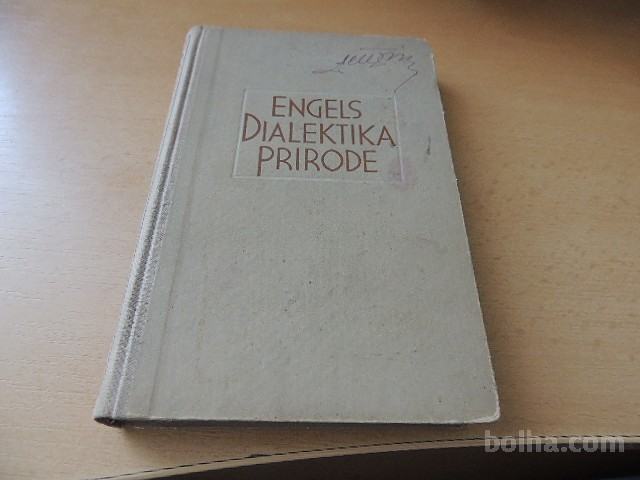 ENGELS
DIALEKTIKA
PRIRODE
bolha.com